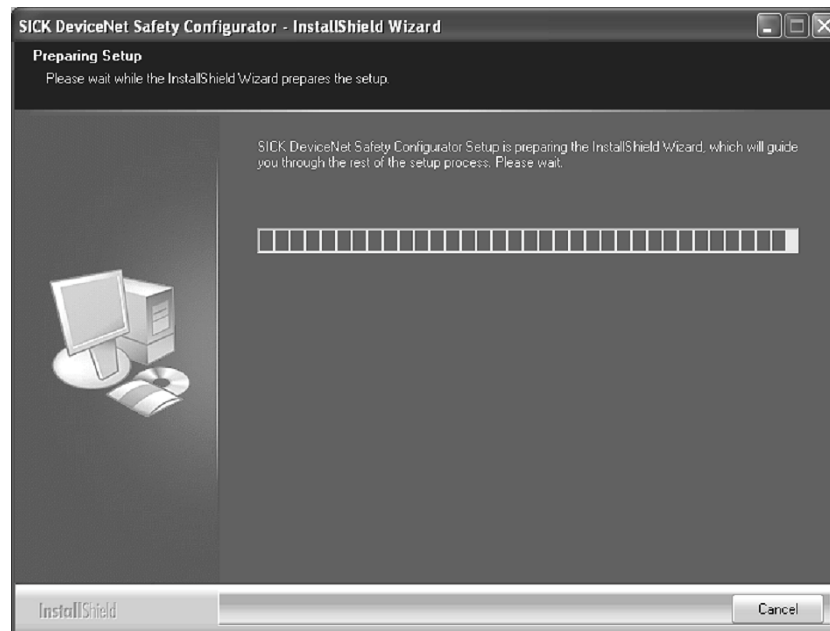 SICK DeviceNet Safety Configurator - InstallShield Wizard
Preparing Setup
Please wait while the InstallShield Wizard prepares the setup.
SICK DeviceNet Safety Configurator Setup is preparing the InstallShield Wizard, which will guide
you through the rest of the setup process. Please wait.
InstallShield
Cancel